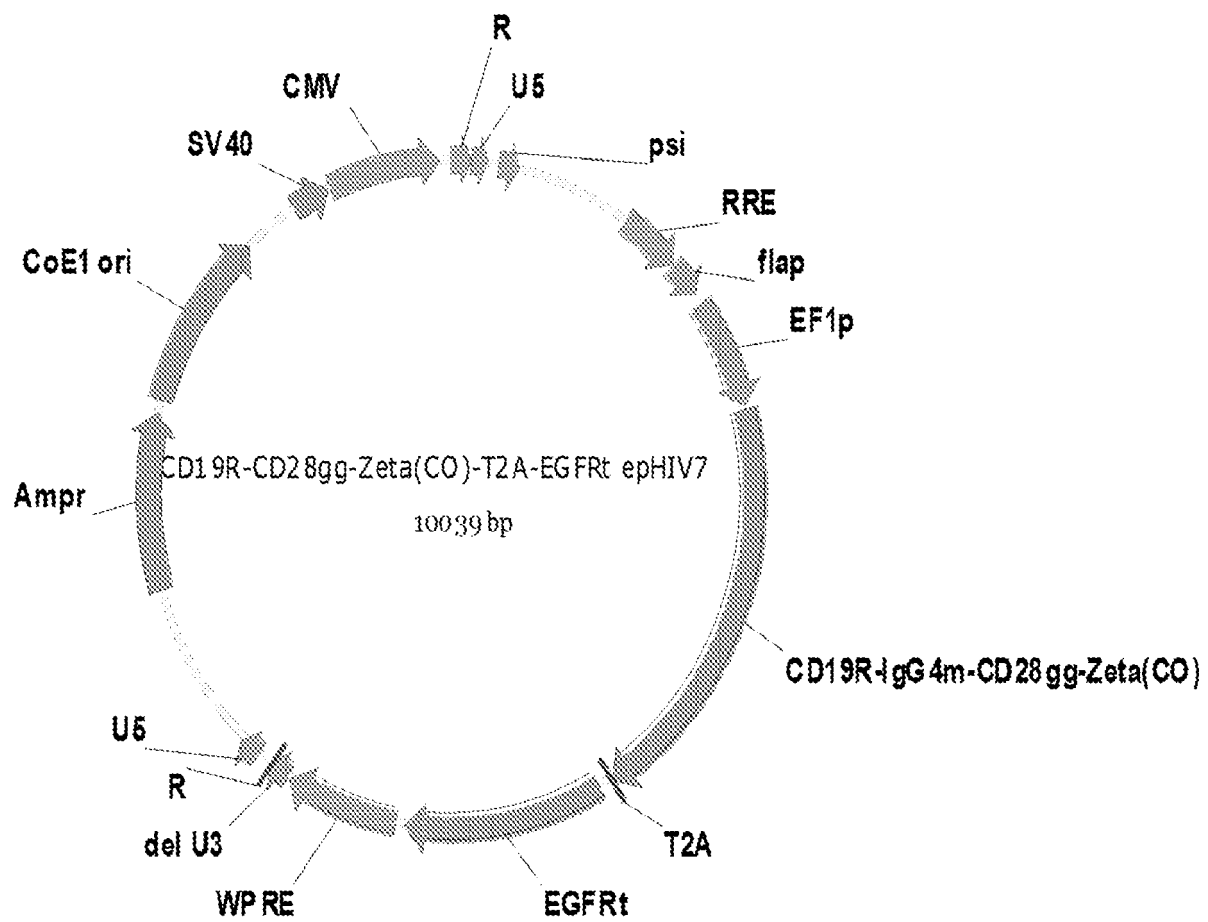 R
CMV
U5
SV40
psi
RRE
CoE1 ori
flap
EF1p
CD19R-CD28gg-Zeta(CO)-T2A-EGFRt epHIV7
Ampr
10039 bp
CD19R-IgG4m-CD28gg-Zeta(CO)
U5
R
del U3
T2A
WPRE
EGFRt